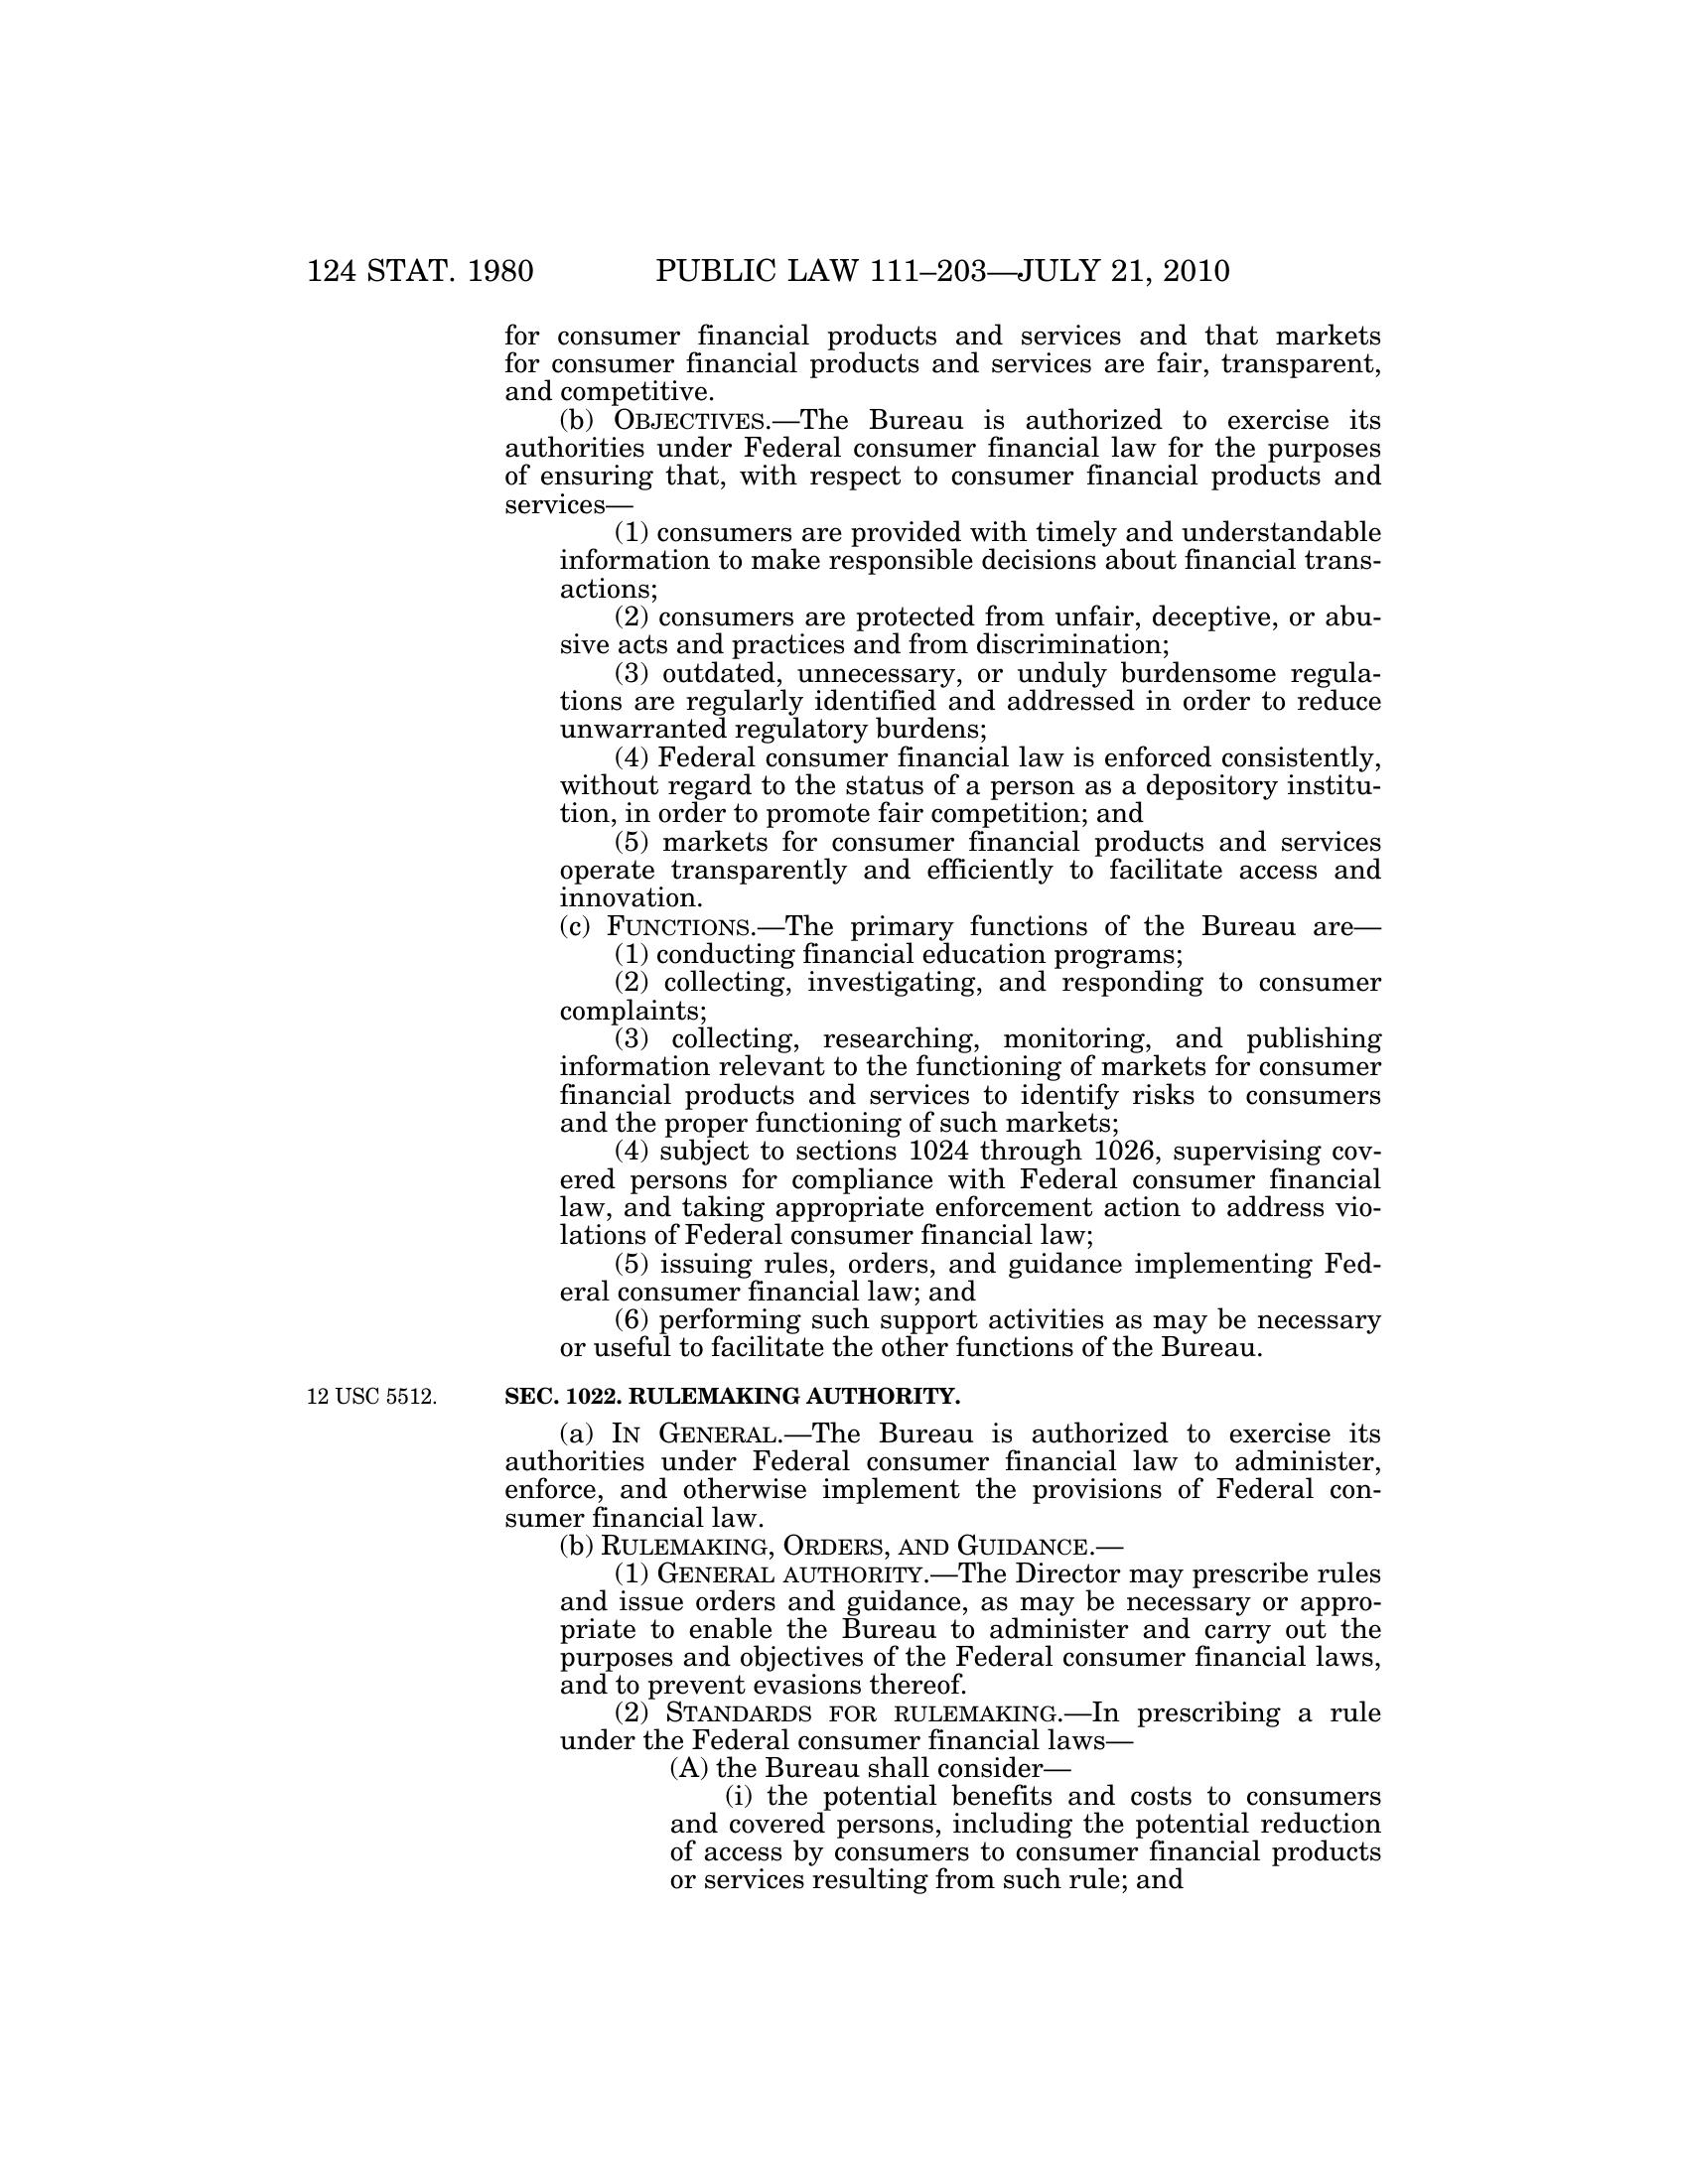 124 STAT. 1980 PUBLIC LAW 111–203—JULY 21, 2010
for consumer financial products and services and that markets
for consumer financial products and services are fair, transparent,
and competitive.
(b) OBJECTIVES.—The Bureau is authorized to exercise its
authorities under Federal consumer financial law for the purposes
of ensuring that, with respect to consumer financial products and
services—
(1) consumers are provided with timely and understandable
information to make responsible decisions about financial trans-
actions;
(2) consumers are protected from unfair, deceptive, or abu-
sive acts and practices and from discrimination;
(3) outdated, unnecessary, or unduly burdensome regula-
tions are regularly identified and addressed in order to reduce
unwarranted regulatory burdens;
(4) Federal consumer financial law is enforced consistently,
without regard to the status of a person as a depository institu-
tion, in order to promote fair competition; and
(5) markets for consumer financial products and services
operate transparently and efficiently to facilitate access and
innovation.
(c) FUNCTIONS.—The primary functions of the Bureau are—
(1) conducting financial education programs;
(2) collecting, investigating, and responding to consumer
complaints;
(3) collecting, researching, monitoring, and publishing
information relevant to the functioning of markets for consumer
financial products and services to identify risks to consumers
and the proper functioning of such markets;
(4) subject to sections 1024 through 1026, supervising cov-
ered persons for compliance with Federal consumer financial
law, and taking appropriate enforcement action to address vio-
lations of Federal consumer financial law;
(5) issuing rules, orders, and guidance implementing Fed-
eral consumer financial law; and
(6) performing such support activities as may be necessary
or useful to facilitate the other functions of the Bureau.
12 USC 5512. SEC. 1022. RULEMAKING AUTHORITY.
(a) IN GENERAL.—The Bureau is authorized to exercise its
authorities under Federal consumer financial law to administer,
enforce, and otherwise implement the provisions of Federal con-
sumer financial law.
(b) RULEMAKING, ORDERS, AND GUIDANCE.—
(1) GENERAL AUTHORITY.—The Director may prescribe rules
and issue orders and guidance, as may be necessary or appro-
priate to enable the Bureau to administer and carry out the
purposes and objectives of the Federal consumer financial laws,
and to prevent evasions thereof.
(2) STANDARDS FOR RULEMAKING.—In prescribing a rule
under the Federal consumer financial laws—
(A) the Bureau shall consider—
(i) the potential benefits and costs to consumers
and covered persons, including the potential reduction
of access by consumers to consumer financial products
or services resulting from such rule; and